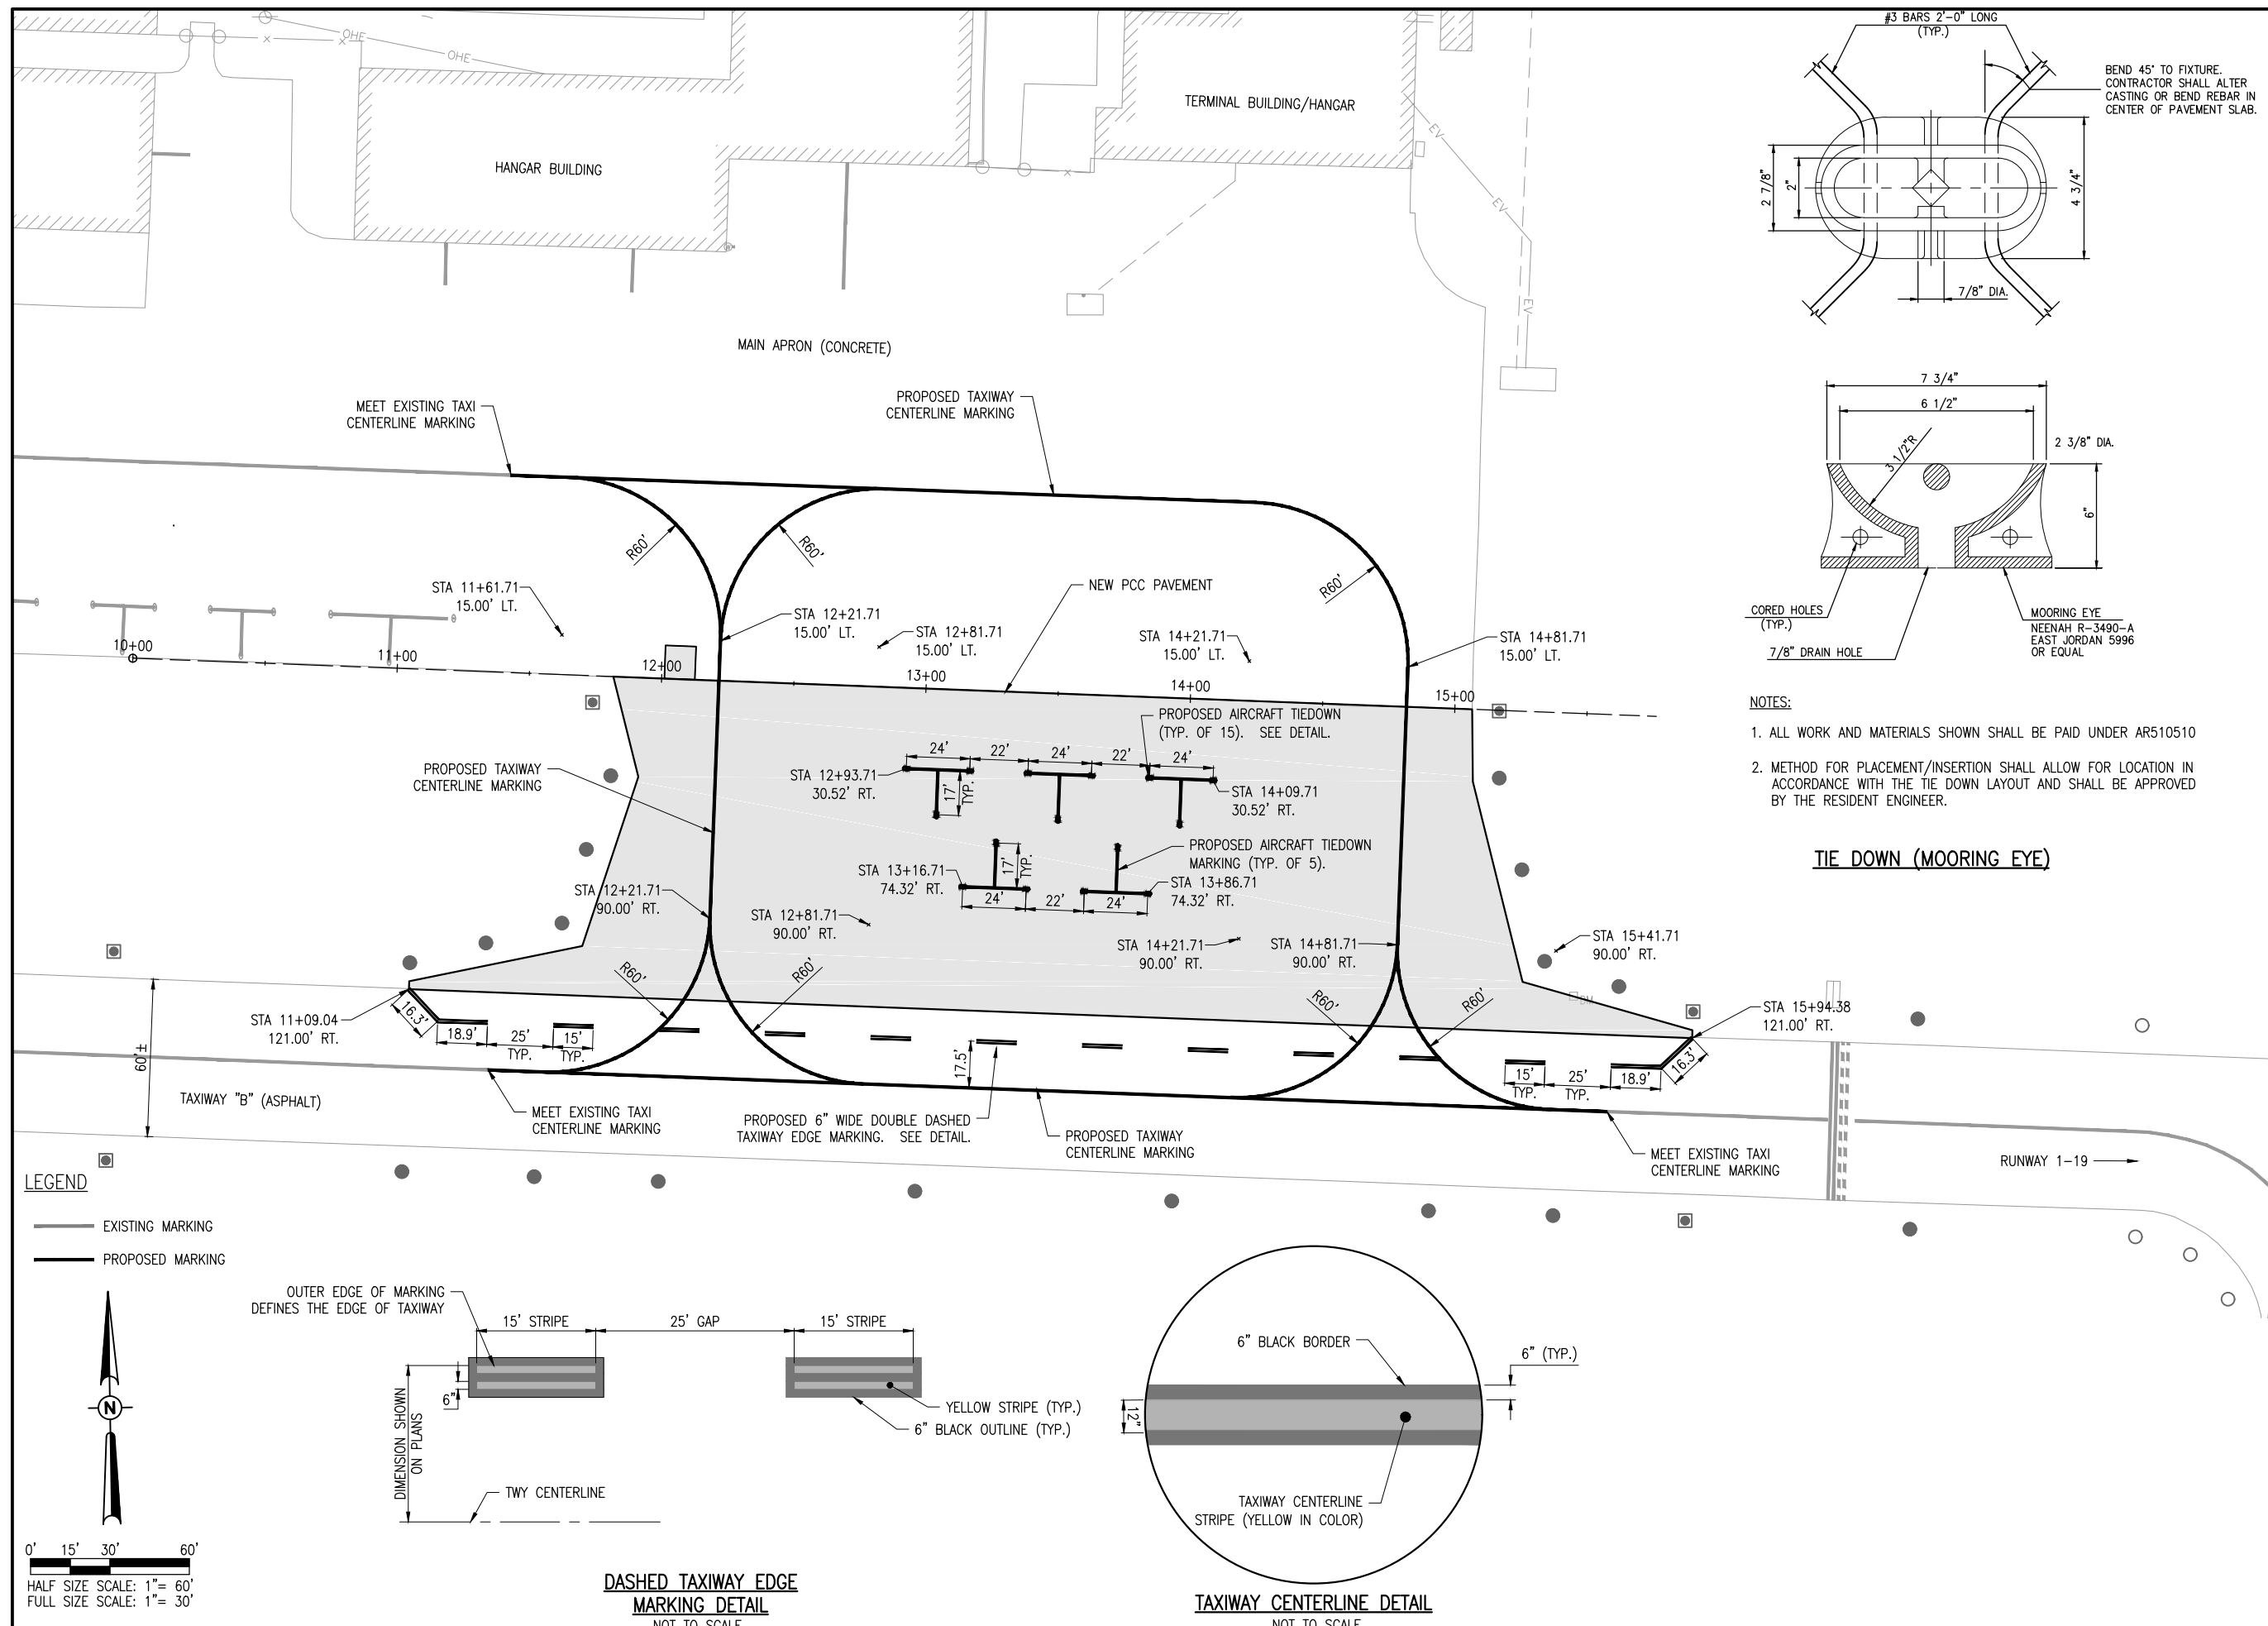 OHE
OHE
HANGAR BUILDING
TERMINAL BUILDING/HANGAR
EV
EV
EV
MAIN APRON (CONCRETE)
MEET EXISTING TAXI
CENTERLINE MARKING
PROPOSED TAXIWAY
CENTERLINE MARKING
R60'
R60'
R60'
NEW PCC PAVEMENT
STA 11+61.71
15.00' LT.
STA 12+21.71
15.00' LT.
STA 12+81.71
15.00' LT.
STA 14+21.71
15.00' LT.
STA 14+81.71
15.00' LT.
10+00
11+00
12+00
13+00
14+00
15+00
PROPOSED AIRCRAFT TIEDOWN
(TYP. OF 15). SEE DETAIL.
24'
22'
24'
22'
24'
STA 12+93.71
30.52' RT.
17'
TYP.
STA 14+09.71
30.52' RT.
PROPOSED TAXIWAY
CENTERLINE MARKING
PROPOSED AIRCRAFT TIEDOWN
MARKING (TYP. OF 5).
STA 13+16.71
74.32' RT.
17'
TYP.
STA 13+86.71
74.32' RT.
24'
22'
24'
STA 12+21.71
90.00' RT.
STA 12+81.71
90.00' RT.
STA 14+21.71
90.00' RT.
STA 14+81.71
90.00' RT.
STA 15+41.71
90.00' RT.
R60'
R60'
R60'
R60'
STA 11+09.04
121.00' RT.
16.3'
18.9'
25'
TYP.
15'
TYP.
17.5'
15'
TYP.
25'
TYP.
18.9'
16.3'
STA 15+94.38
121.00' RT.
60'±
TAXIWAY "B" (ASPHALT)
MEET EXISTING TAXI
CENTERLINE MARKING
PROPOSED 6" WIDE DOUBLE DASHED
TAXIWAY EDGE MARKING. SEE DETAIL.
PROPOSED TAXIWAY
CENTERLINE MARKING
MEET EXISTING TAXI
CENTERLINE MARKING
RUNWAY 1-19
#3 BARS 2'-0" LONG
(TYP.)
BEND 45° TO FIXTURE.
CONTRACTOR SHALL ALTER
CASTING OR BEND REBAR IN
CENTER OF PAVEMENT SLAB.
2 7/8"
2"
4 3/4"
7/8" DIA.
7 3/4"
6 1/2"
2 3/8" DIA.
3 1/2"R
6"
CORED HOLES
(TYP.)
7/8" DRAIN HOLE
MOORING EYE
NEENAH R-3490-A
EAST JORDAN 5996
OR EQUAL
NOTES:
1. ALL WORK AND MATERIALS SHOWN SHALL BE PAID UNDER AR510510
2. METHOD FOR PLACEMENT/INSERTION SHALL ALLOW FOR LOCATION IN
ACCORDANCE WITH THE TIE DOWN LAYOUT AND SHALL BE APPROVED
BY THE RESIDENT ENGINEER.
TIE DOWN (MOORING EYE)
LEGEND
EXISTING MARKING
PROPOSED MARKING
N
0' 15' 30' 60'
HALF SIZE SCALE: 1"= 60'
FULL SIZE SCALE: 1"= 30'
OUTER EDGE OF MARKING
DEFINES THE EDGE OF TAXIWAY
15' STRIPE
25' GAP
15' STRIPE
6"
DIMENSION SHOWN
ON PLANS
YELLOW STRIPE (TYP.)
6" BLACK OUTLINE (TYP.)
TWY CENTERLINE
DASHED TAXIWAY EDGE
MARKING DETAIL
NOT TO SCALE
6" BLACK BORDER
6" (TYP.)
12"
TAXIWAY CENTERLINE
STRIPE (YELLOW IN COLOR)
TAXIWAY CENTERLINE DETAIL
NOT TO SCALE